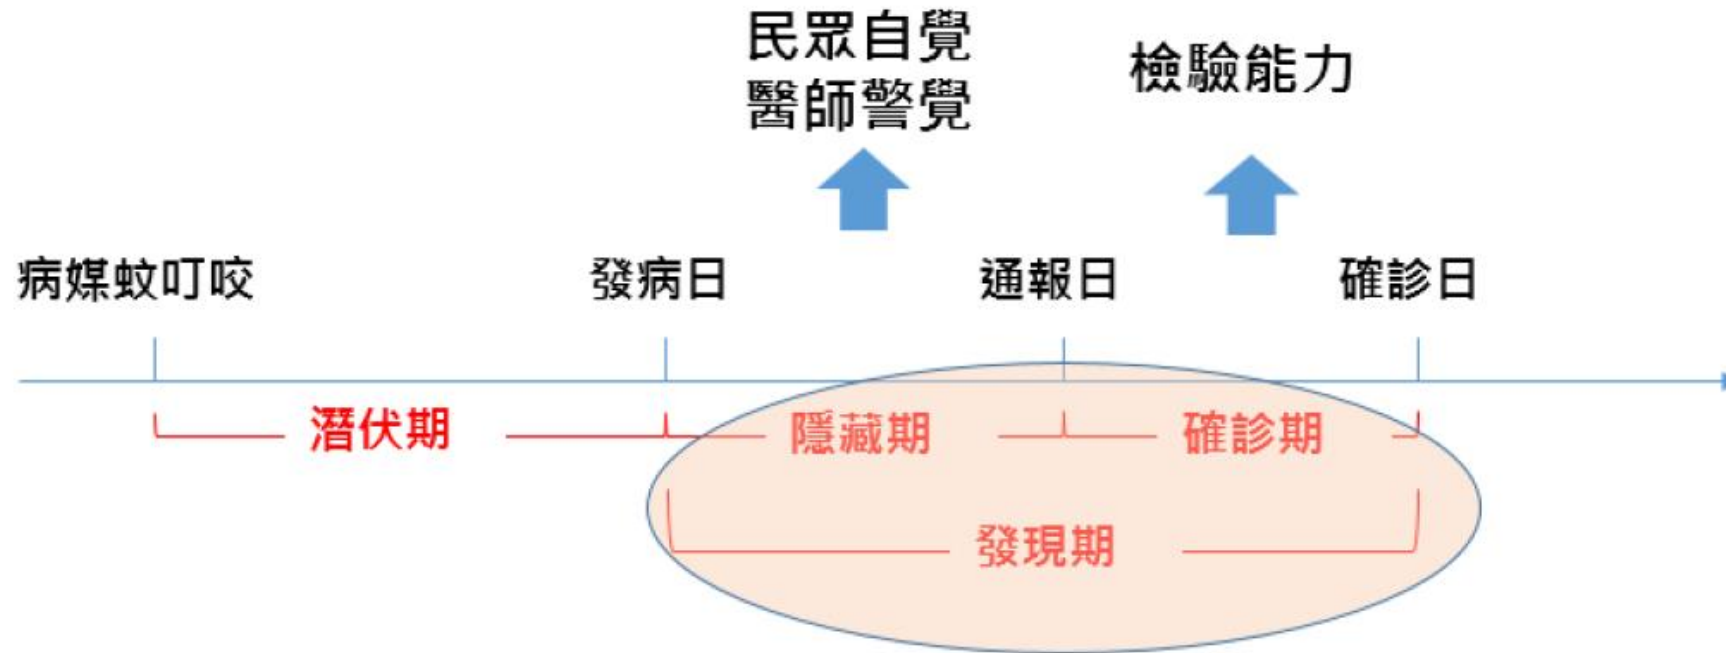 民眾自覺
醫師警覺
檢驗能力
病媒蚊叮咬
發病日
通報日
確診日
潛伏期
隱藏期
確診期
發現期